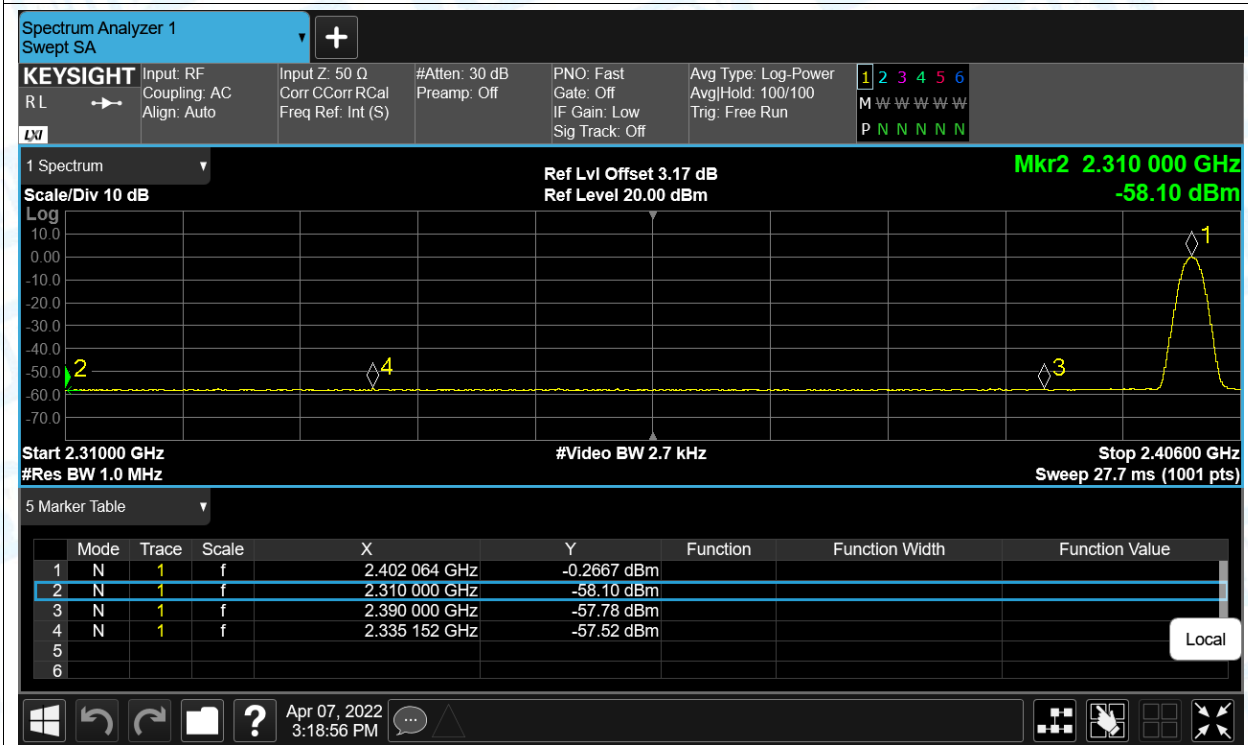 Spectrum Analyzer 1
Swept SA
+
KEYSIGHT
R L
LXI
Input: RF
Coupling: AC
Align: Auto
Input Z: 50 Ω
Corr CCorr RCal
Freq Ref: Int (S)
#Atten: 30 dB
Preamp: Off
PNO: Fast
Gate: Off
IF Gain: Low
Sig Track: Off
Avg Type: Log-Power
Avg|Hold: 100/100
Trig: Free Run
1 2 3 4 5 6
M W W W W W
P N N N N N
1 Spectrum
Scale/Div 10 dB
Ref Lvl Offset 3.17 dB
Ref Level 20.00 dBm
Mkr2 2.310 000 GHz
-58.10 dBm
Log
10.0
0.00
-10.0
-20.0
-30.0
-40.0
-50.0
-60.0
-70.0
1
2
4
3
Start 2.31000 GHz
#Res BW 1.0 MHz
#Video BW 2.7 kHz
Stop 2.40600 GHz
Sweep 27.7 ms (1001 pts)
5 Marker Table
Mode Trace Scale X Y Function Function Width Function Value
1 N 1 f 2.402 064 GHz -0.2667 dBm
2 N 1 f 2.310 000 GHz -58.10 dBm
3 N 1 f 2.390 000 GHz -57.78 dBm
4 N 1 f 2.335 152 GHz -57.52 dBm
5
6
Local
?
Apr 07, 2022
3:18:56 PM